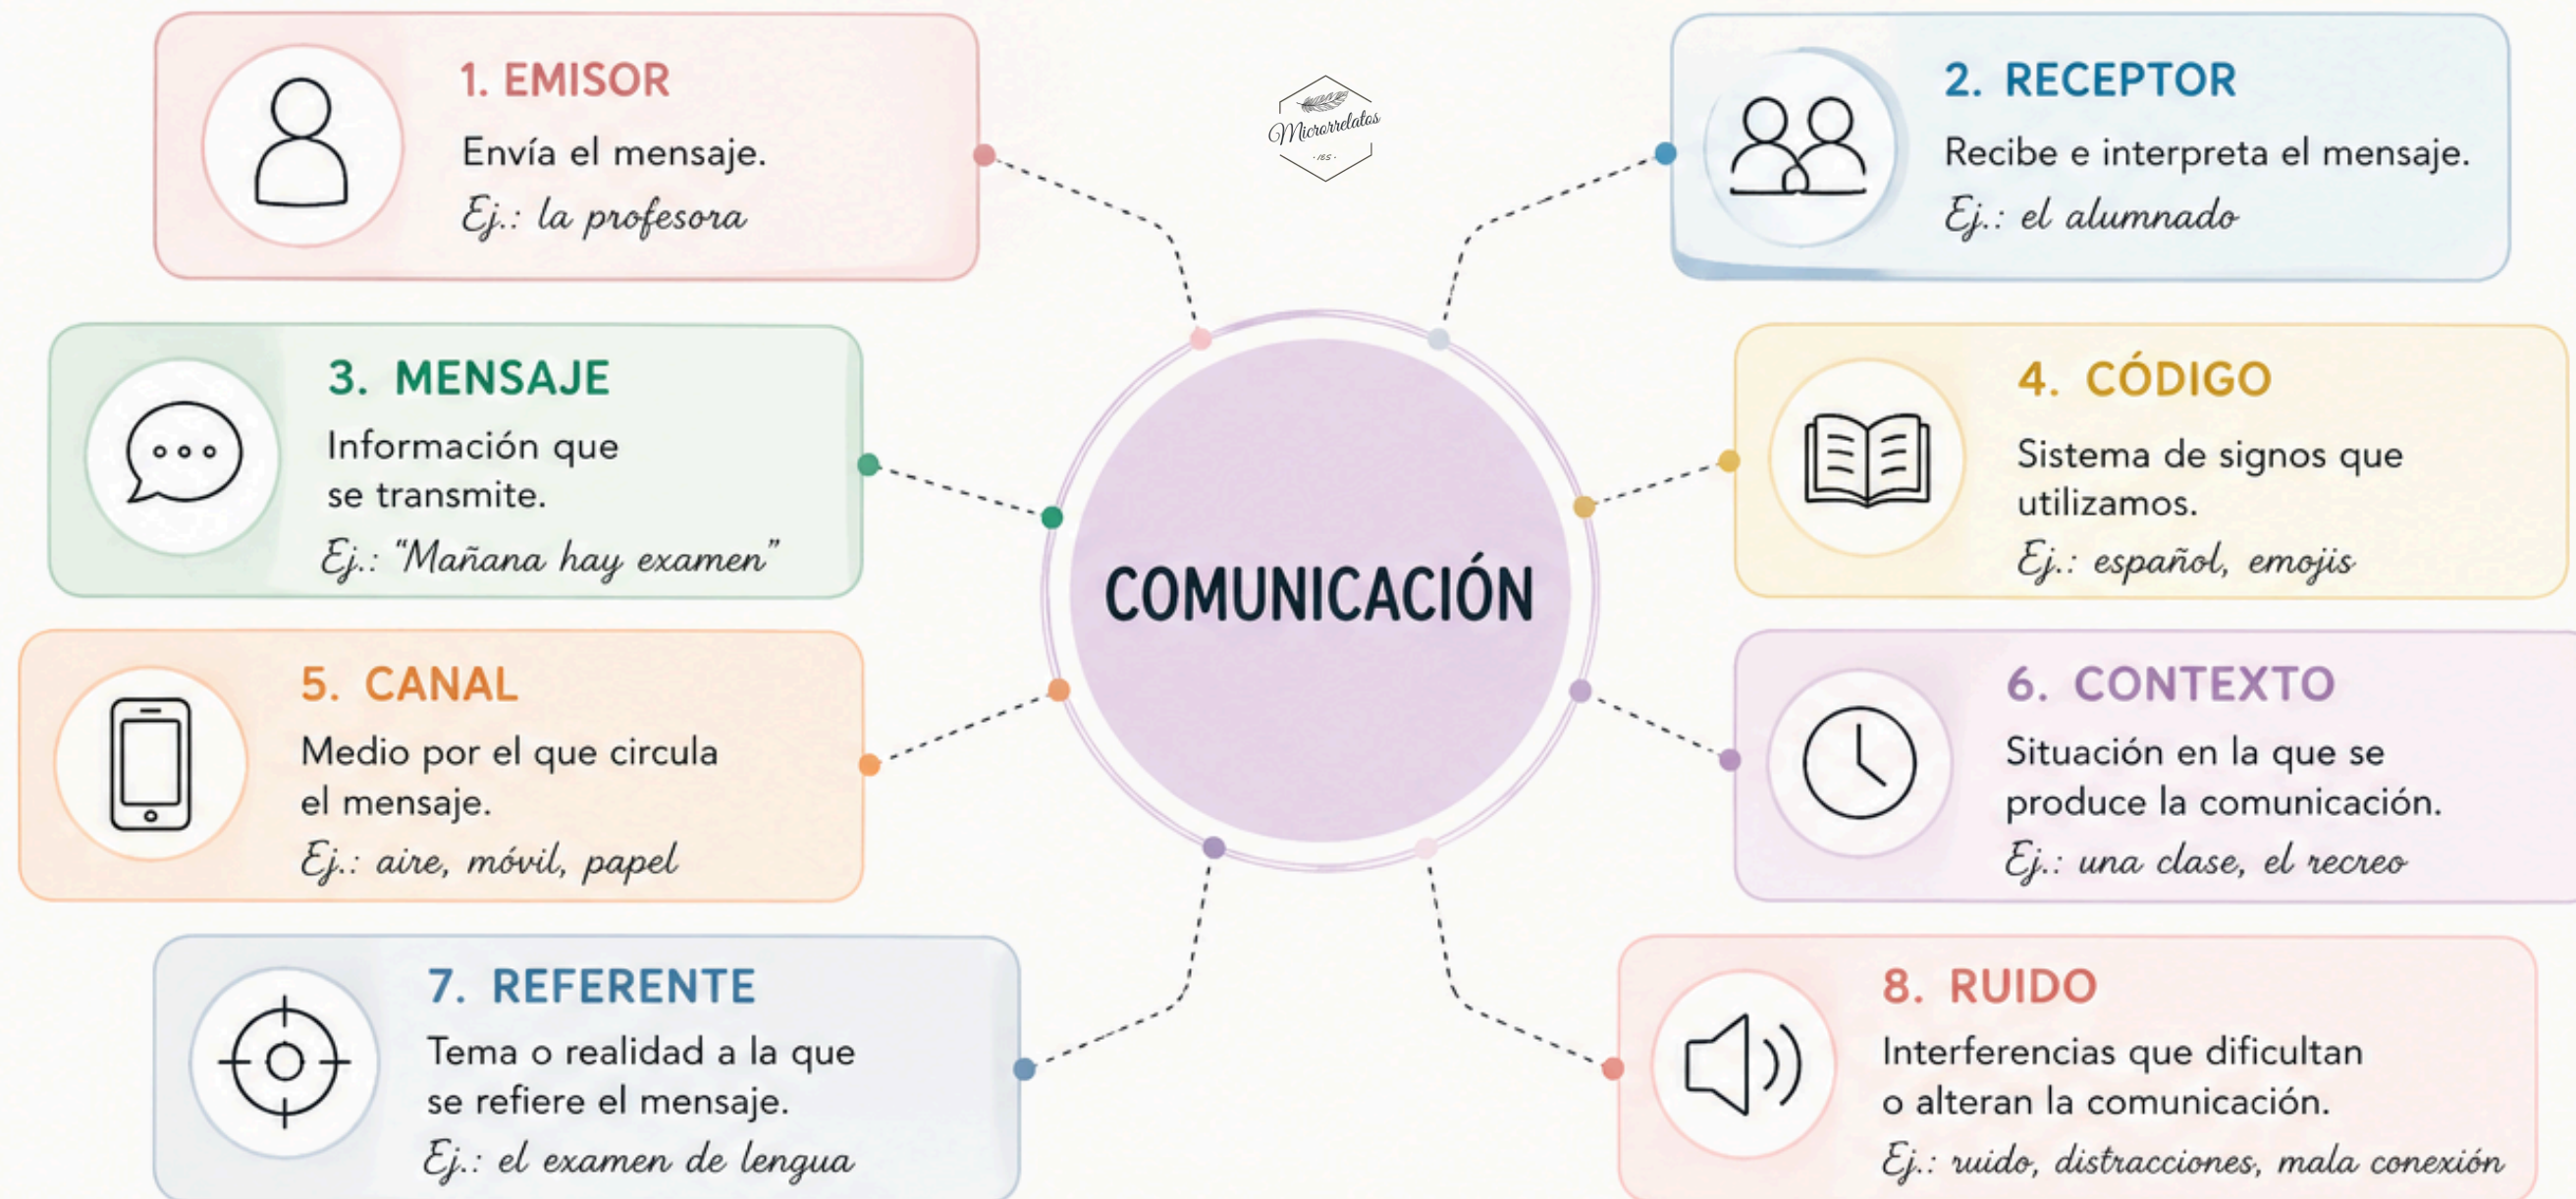 1. EMISOR
Envía el mensaje.
Ej.: la profesora
Microrrelatos
· IES ·
2. RECEPTOR
Recibe e interpreta el mensaje.
Ej.: el alumnado
3. MENSAJE
Información que
se transmite.
Ej.: “Mañana hay examen”
4. CÓDIGO
Sistema de signos que
utilizamos.
Ej.: español, emojis
COMUNICACIÓN
5. CANAL
Medio por el que circula
el mensaje.
Ej.: aire, móvil, papel
6. CONTEXTO
Situación en la que se
produce la comunicación.
Ej.: una clase, el recreo
7. REFERENTE
Tema o realidad a la que
se refiere el mensaje.
Ej.: el examen de lengua
8. RUIDO
Interferencias que dificultan
o alteran la comunicación.
Ej.: ruido, distracciones, mala conexión